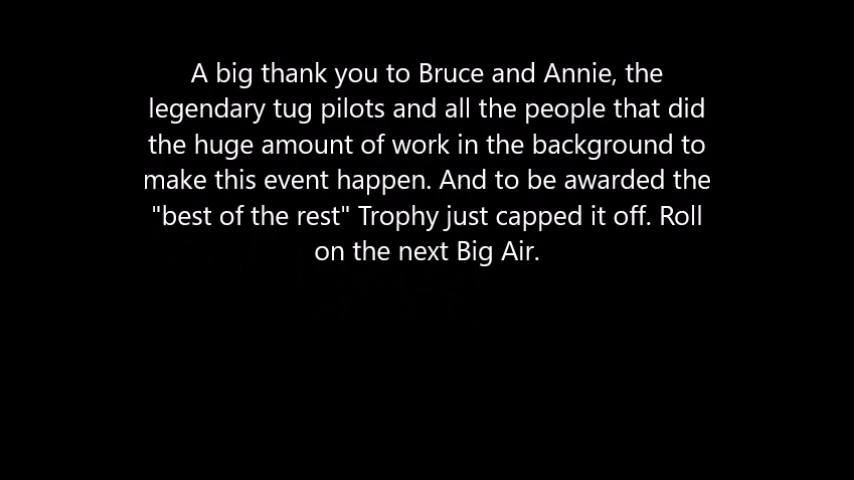 A big thank you to Bruce and Annie, the
legendary tug pilots and all the people that did
the huge amount of work in the background to
make this event happen. And to be awarded the
"best of the rest" Trophy just capped it off. Roll
on the next Big Air.